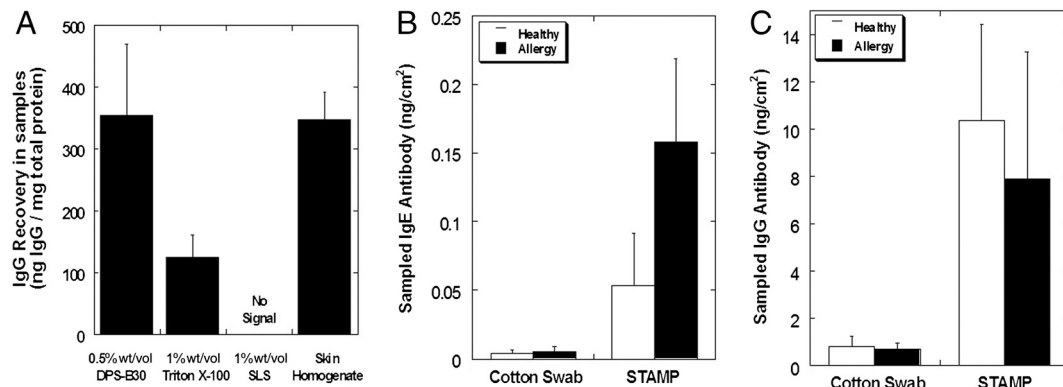 A
IgG Recovery in samples
(ng IgG / mg total protein)
500
400
300
200
100
00
No
Signal
0.5% wt/vol
DPS-B30
1% wt/vol
Triton X-100
1% wt/vol
SLS
Skin
Homogenate
B
Healthy
Allergy
Sampled IgE Antibody (ng/cm²)
0.25
0.2
0.15
0.1
0.05
0
Cotton Swab
STAMP
C
Healthy
Allergy
Sampled IgG Antibody (ng/cm²)
14
12
10
8
6
4
2
0
Cotton Swab
STAMP